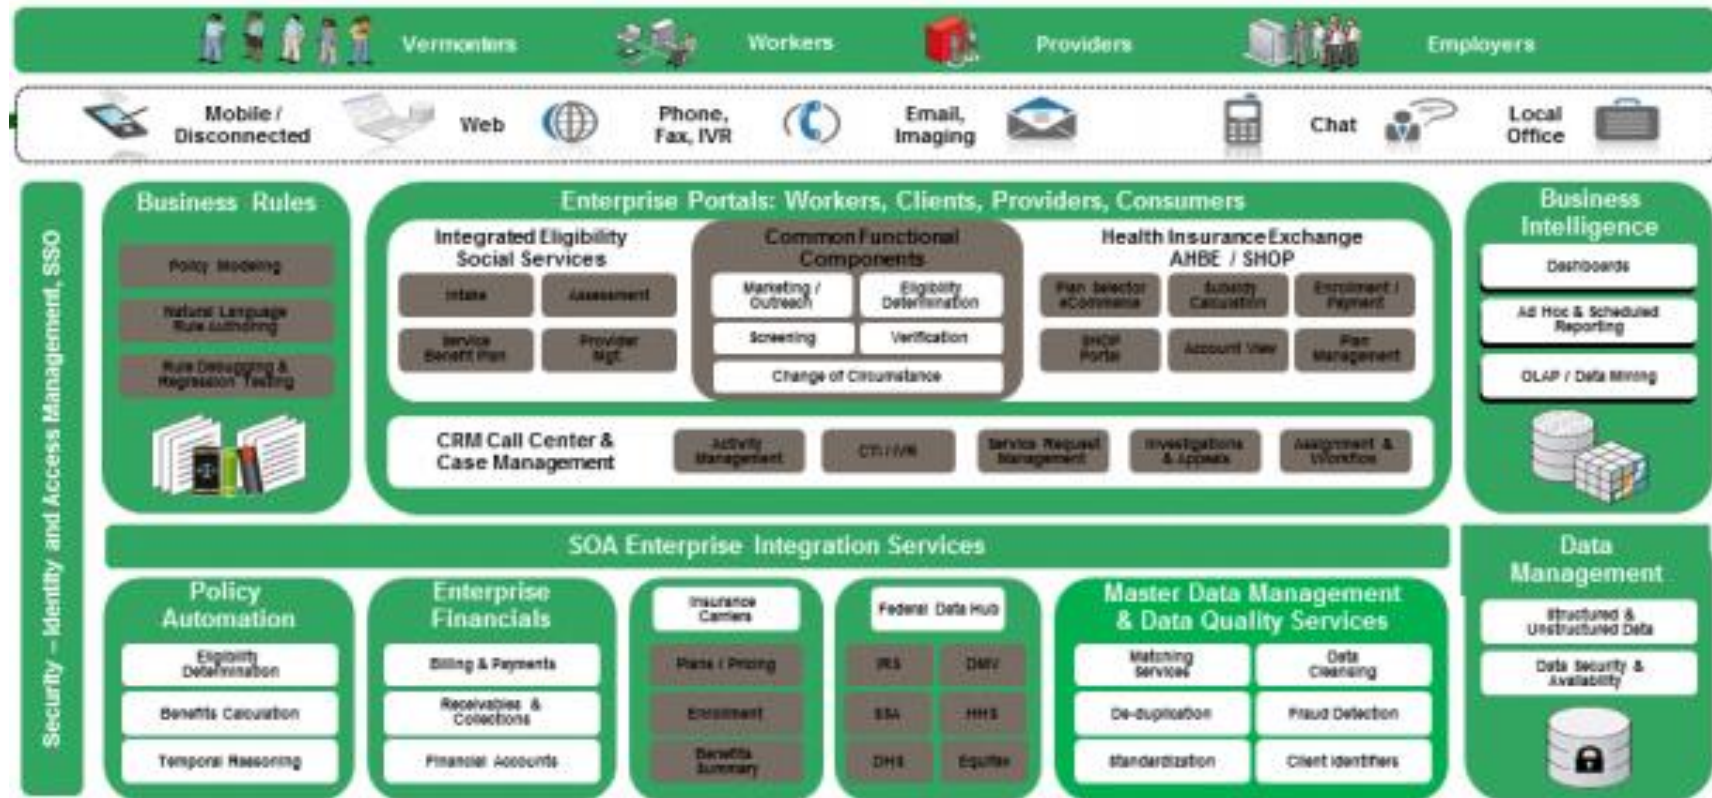 Vermonters
Workers
Providers
Employers
Mobile /
Disconnected
Web
Phone,
Fax, IVR
Email,
Imaging
Chat
Local
Office
Security – Identity and Access Management, SSO
Business Rules
Policy Modeling
Natural Language
Rule Authoring
Rule Debugging &
Regression Testing
Enterprise Portals: Workers, Clients, Providers, Consumers
Integrated Eligibility
Social Services
Intake
Assessment
Service
Benefit Plan
Provider
Mgt.
Common Functional
Components
Marketing /
Outreach
Eligibility
Determination
Screening
Verification
Change of Circumstance
Health Insurance Exchange
AHBE / SHOP
Plan Selector
eCommerce
Subsidy
Calculation
Enrollment /
Payment
SHOP
Portal
Account View
Plan
Management
CRM Call Center &
Case Management
Activity
Management
CTI / IVR
Service Request
Management
Investigations
& Appeals
Assignment &
Workflow
Business
Intelligence
Dashboards
Ad Hoc & Scheduled
Reporting
OLAP / Data Mining
SOA Enterprise Integration Services
Policy
Automation
Eligibility
Determination
Benefits Calculation
Temporal Reasoning
Enterprise
Financials
Billing & Payments
Receivables &
Collections
Financial Accounts
Insurance
Carriers
Plans / Pricing
Enrollment
Benefits
Summary
Federal Data Hub
IRS
DMV
SSA
HHS
DHS
Equifax
Master Data Management
& Data Quality Services
Matching
Services
Data
Cleansing
De-duplication
Fraud Detection
Standardization
Client Identifiers
Data
Management
Structured &
Unstructured Data
Data Security &
Availability